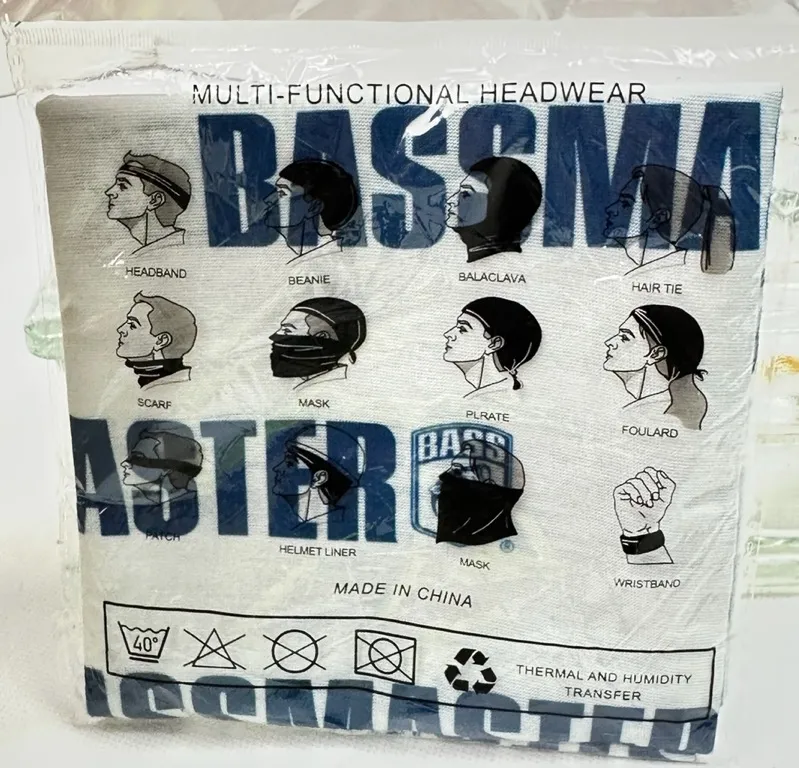 MULTI-FUNCTIONAL HEADWEAR
BASSMA
HEADBAND
BEANIE
BALACLAVA
HAIR TIE
SCARF
MASK
PLRATE
FOULARD
ASTER
BASS
®
PATCH
HELMET LINER
MASK
WRISTBAND
MADE IN CHINA
40°
THERMAL AND HUMIDITY
TRANSFER
ASSMASTER